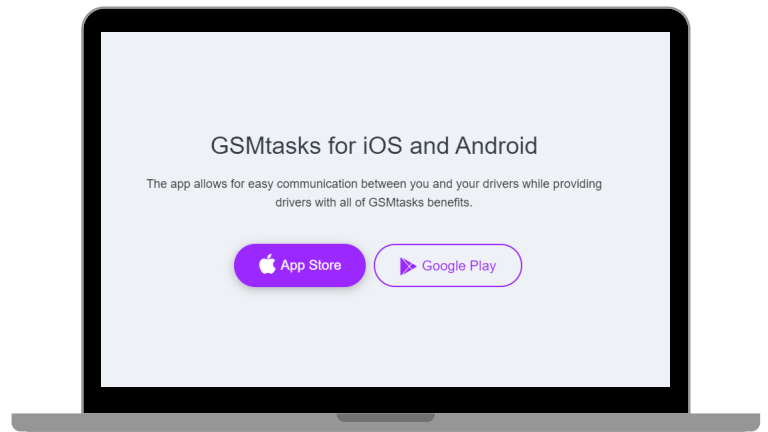 GSMtasks for iOS and Android
The app allows for easy communication between you and your drivers while providing
drivers with all of GSMtasks benefits.
App Store
Google Play